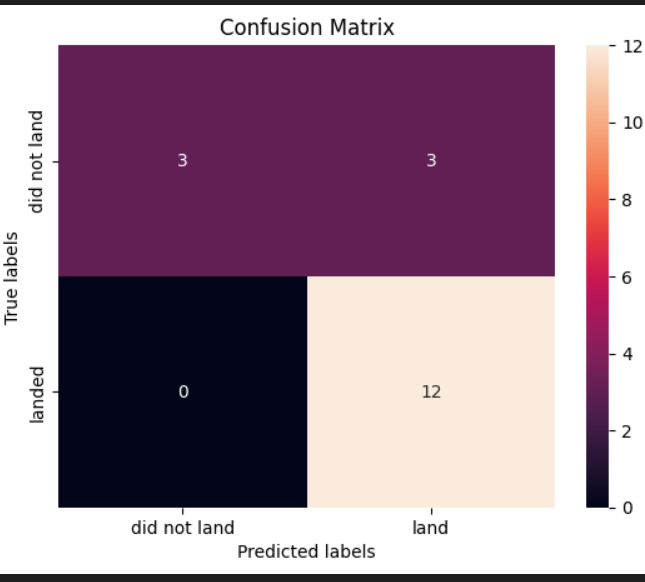 Confusion Matrix
True labels
did not land
landed
3
3
0
12
did not land
land
Predicted labels
12
10
8
6
4
2
0